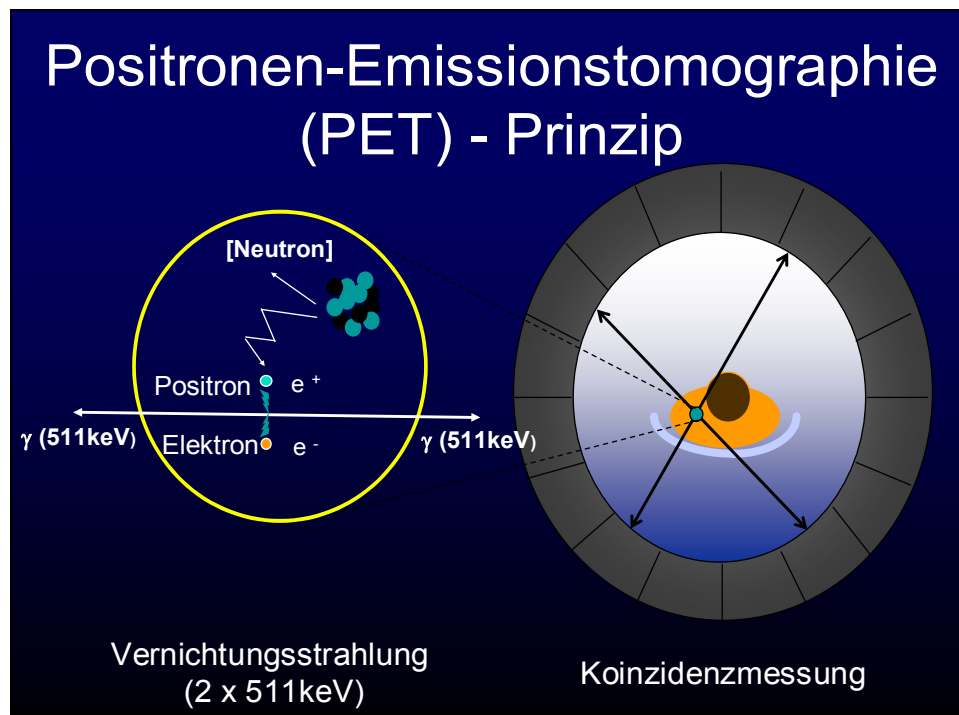 Positronen-Emissionstomographie
(PET) - Prinzip
[Neutron]
Positron e +
γ (511keV)
Elektron e -
γ (511keV)
Vernichtungsstrahlung
(2 x 511keV)
Koinzidenzmessung